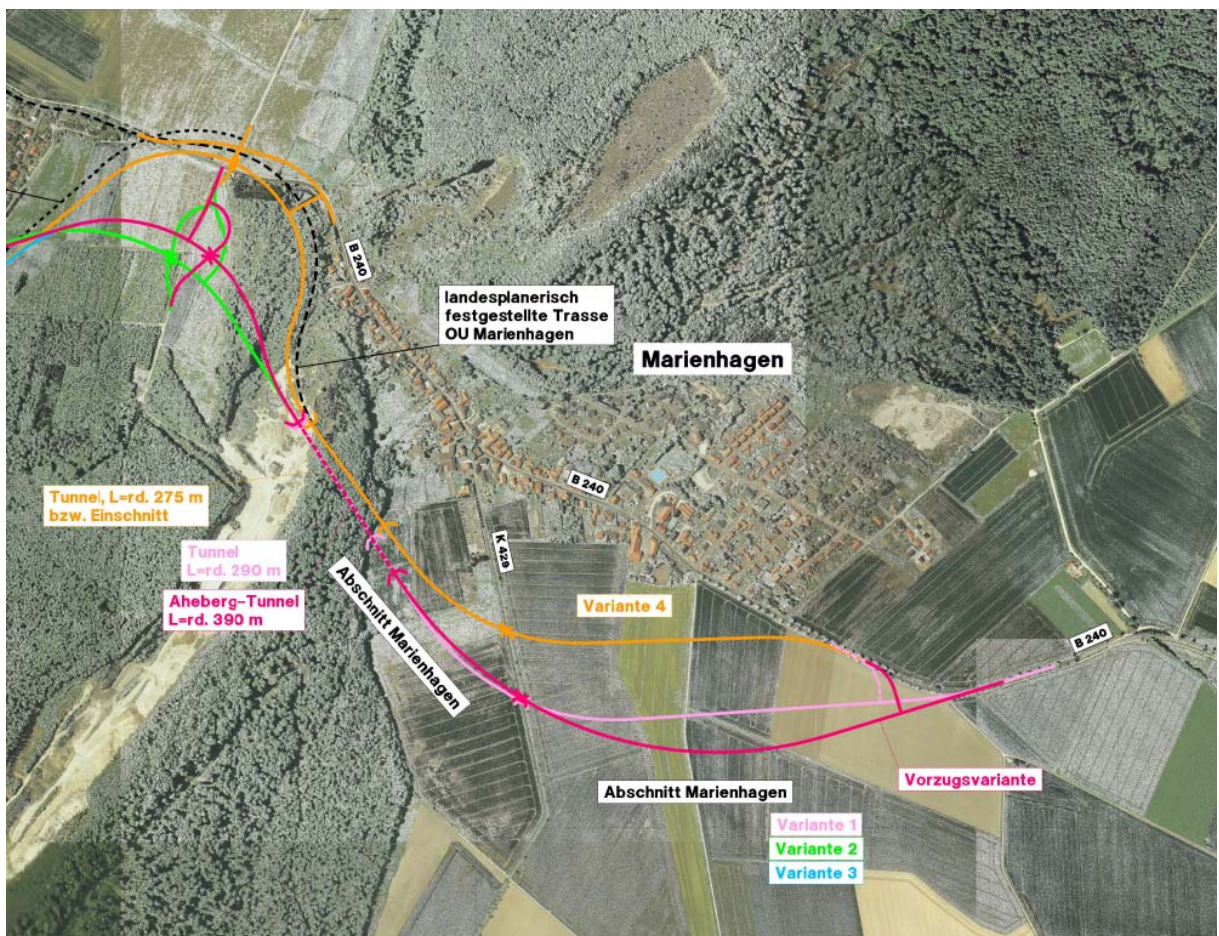 B 240
landesplanerisch
festgestellte Trasse
OU Marienhagen
Marienhagen
B 240
Tunnel, L=rd. 275 m
bzw. Einschnitt
K 429
Tunnel
L=rd. 290 m
Aheberg-Tunnel
L=rd. 390 m
Abschnitt Marienhagen
Variante 4
B 240
Vorzugsvariante
Abschnitt Marienhagen
Variante 1
Variante 2
Variante 3